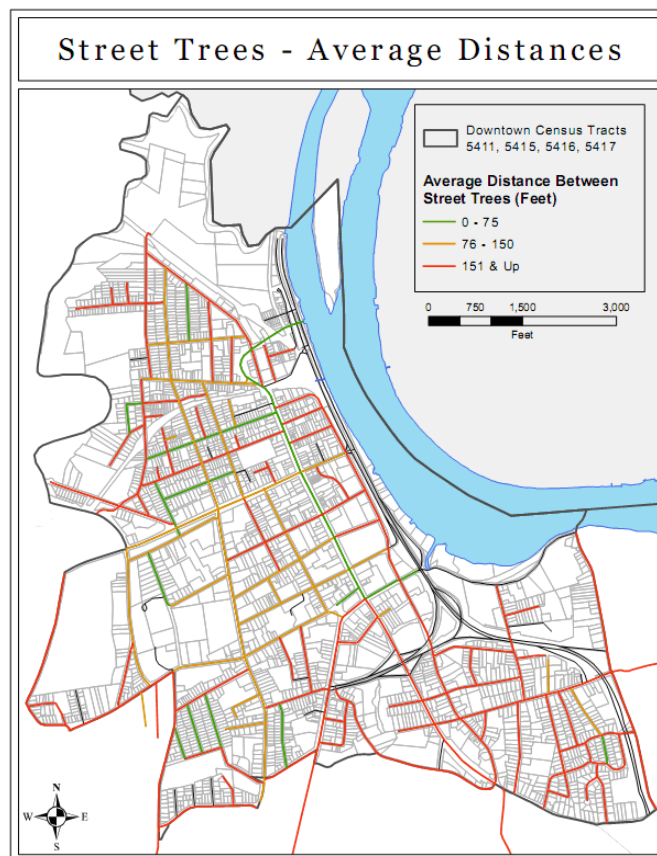 Street Trees - Average Distances
Downtown Census Tracts
5411, 5415, 5416, 5417
Average Distance Between
Street Trees (Feet)
0 - 75
76 - 150
151 & Up
0 750 1,500 3,000
Feet
N
W E
S